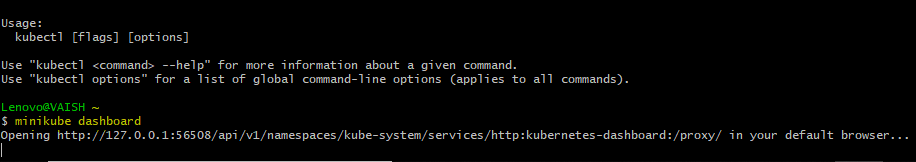 Usage:
kubectl [flags] [options]
Use "kubectl <command> --help" for more information about a given command.
Use "kubectl options" for a list of global command-line options (applies to all commands).
Lenovo@VAISH ~
$ minikube dashboard
Opening http://127.0.0.1:56508/api/v1/namespaces/kube-system/services/http:kubernetes-dashboard:/proxy/ in your default browser...